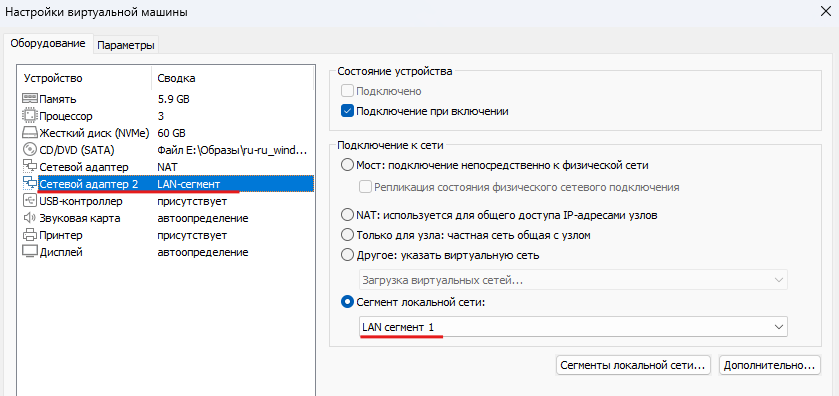 Настройки виртуальной машины
Оборудование Параметры
Устройство Сводка
Память 5.9 GB
Процессор 3
Жесткий диск (NVMe) 60 GB
CD/DVD (SATA) Файл E:\Образы\ru-ru_wind...
Сетевой адаптер NAT
Сетевой адаптер 2 LAN-сегмент
USB-контроллер присутствует
Звуковая карта автоопределение
Принтер присутствует
Дисплей автоопределение
Состояние устройства
Подключено
Подключение при включении
Подключение к сети
Мост: подключение непосредственно к физической сети
Репликация состояния физического сетевого подключения
NAT: используется для общего доступа IP-адресами узлов
Только для узла: частная сеть общая с узлом
Другое: указать виртуальную сеть
Загрузка виртуальных сетей...
Сегмент локальной сети:
LAN сегмент 1
Сегменты локальной сети... Дополнительно...